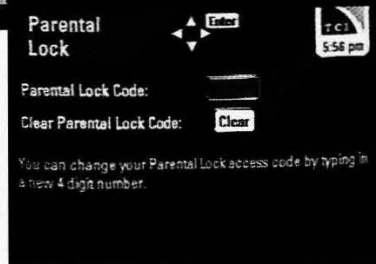 Parental
Lock
Enter
TCI
5:56 pm
Parental Lock Code:
Clear Parental Lock Code: Clear
You can change your Parental Lock access code by typing in
a new 4 digit number.